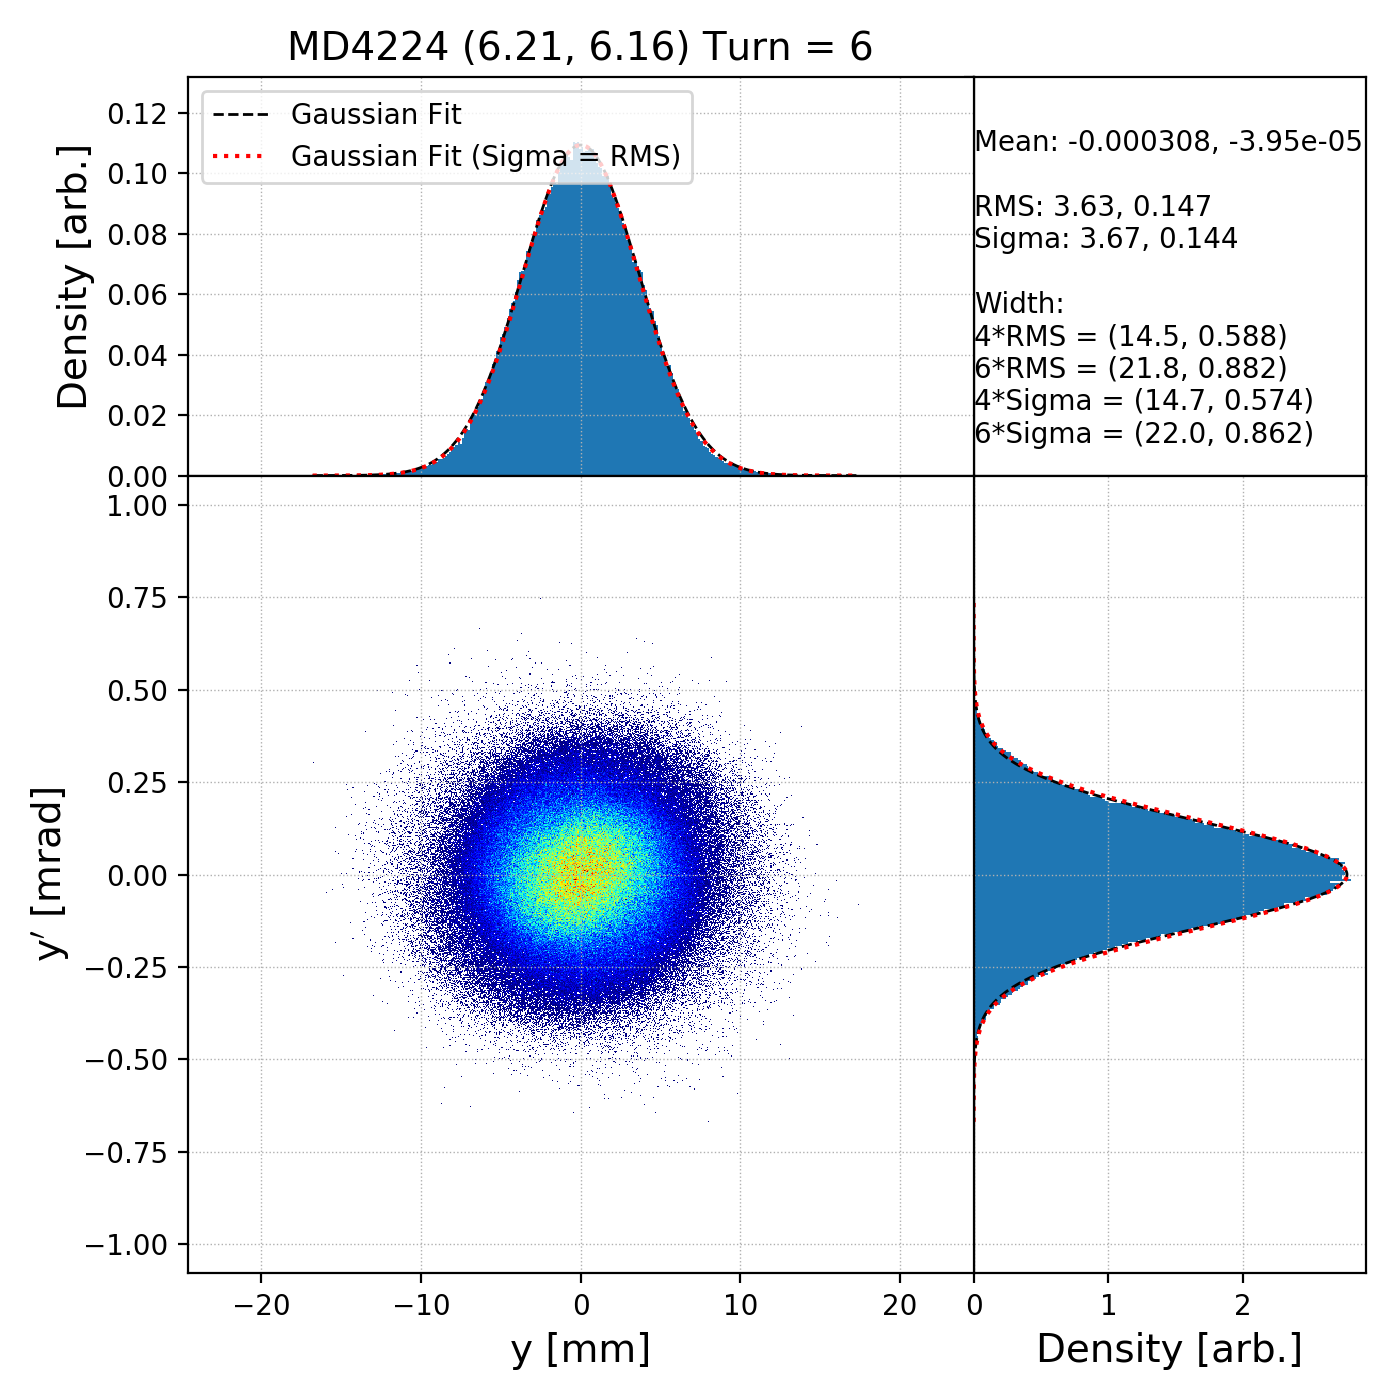 MD4224 (6.21, 6.16) Turn = 6
Gaussian Fit
Gaussian Fit (Sigma = RMS)
Density [arb.]
0.12
0.10
0.08
0.06
0.04
0.02
0.00
Mean: -0.000308, -3.95e-05
RMS: 3.63, 0.147
Sigma: 3.67, 0.144
Width:
4*RMS = (14.5, 0.588)
6*RMS = (21.8, 0.882)
4*Sigma = (14.7, 0.574)
6*Sigma = (22.0, 0.862)
y′ [mrad]
1.00
0.75
0.50
0.25
0.00
−0.25
−0.50
−0.75
−1.00
−20 −10 0 10 20
y [mm]
0 1 2
Density [arb.]